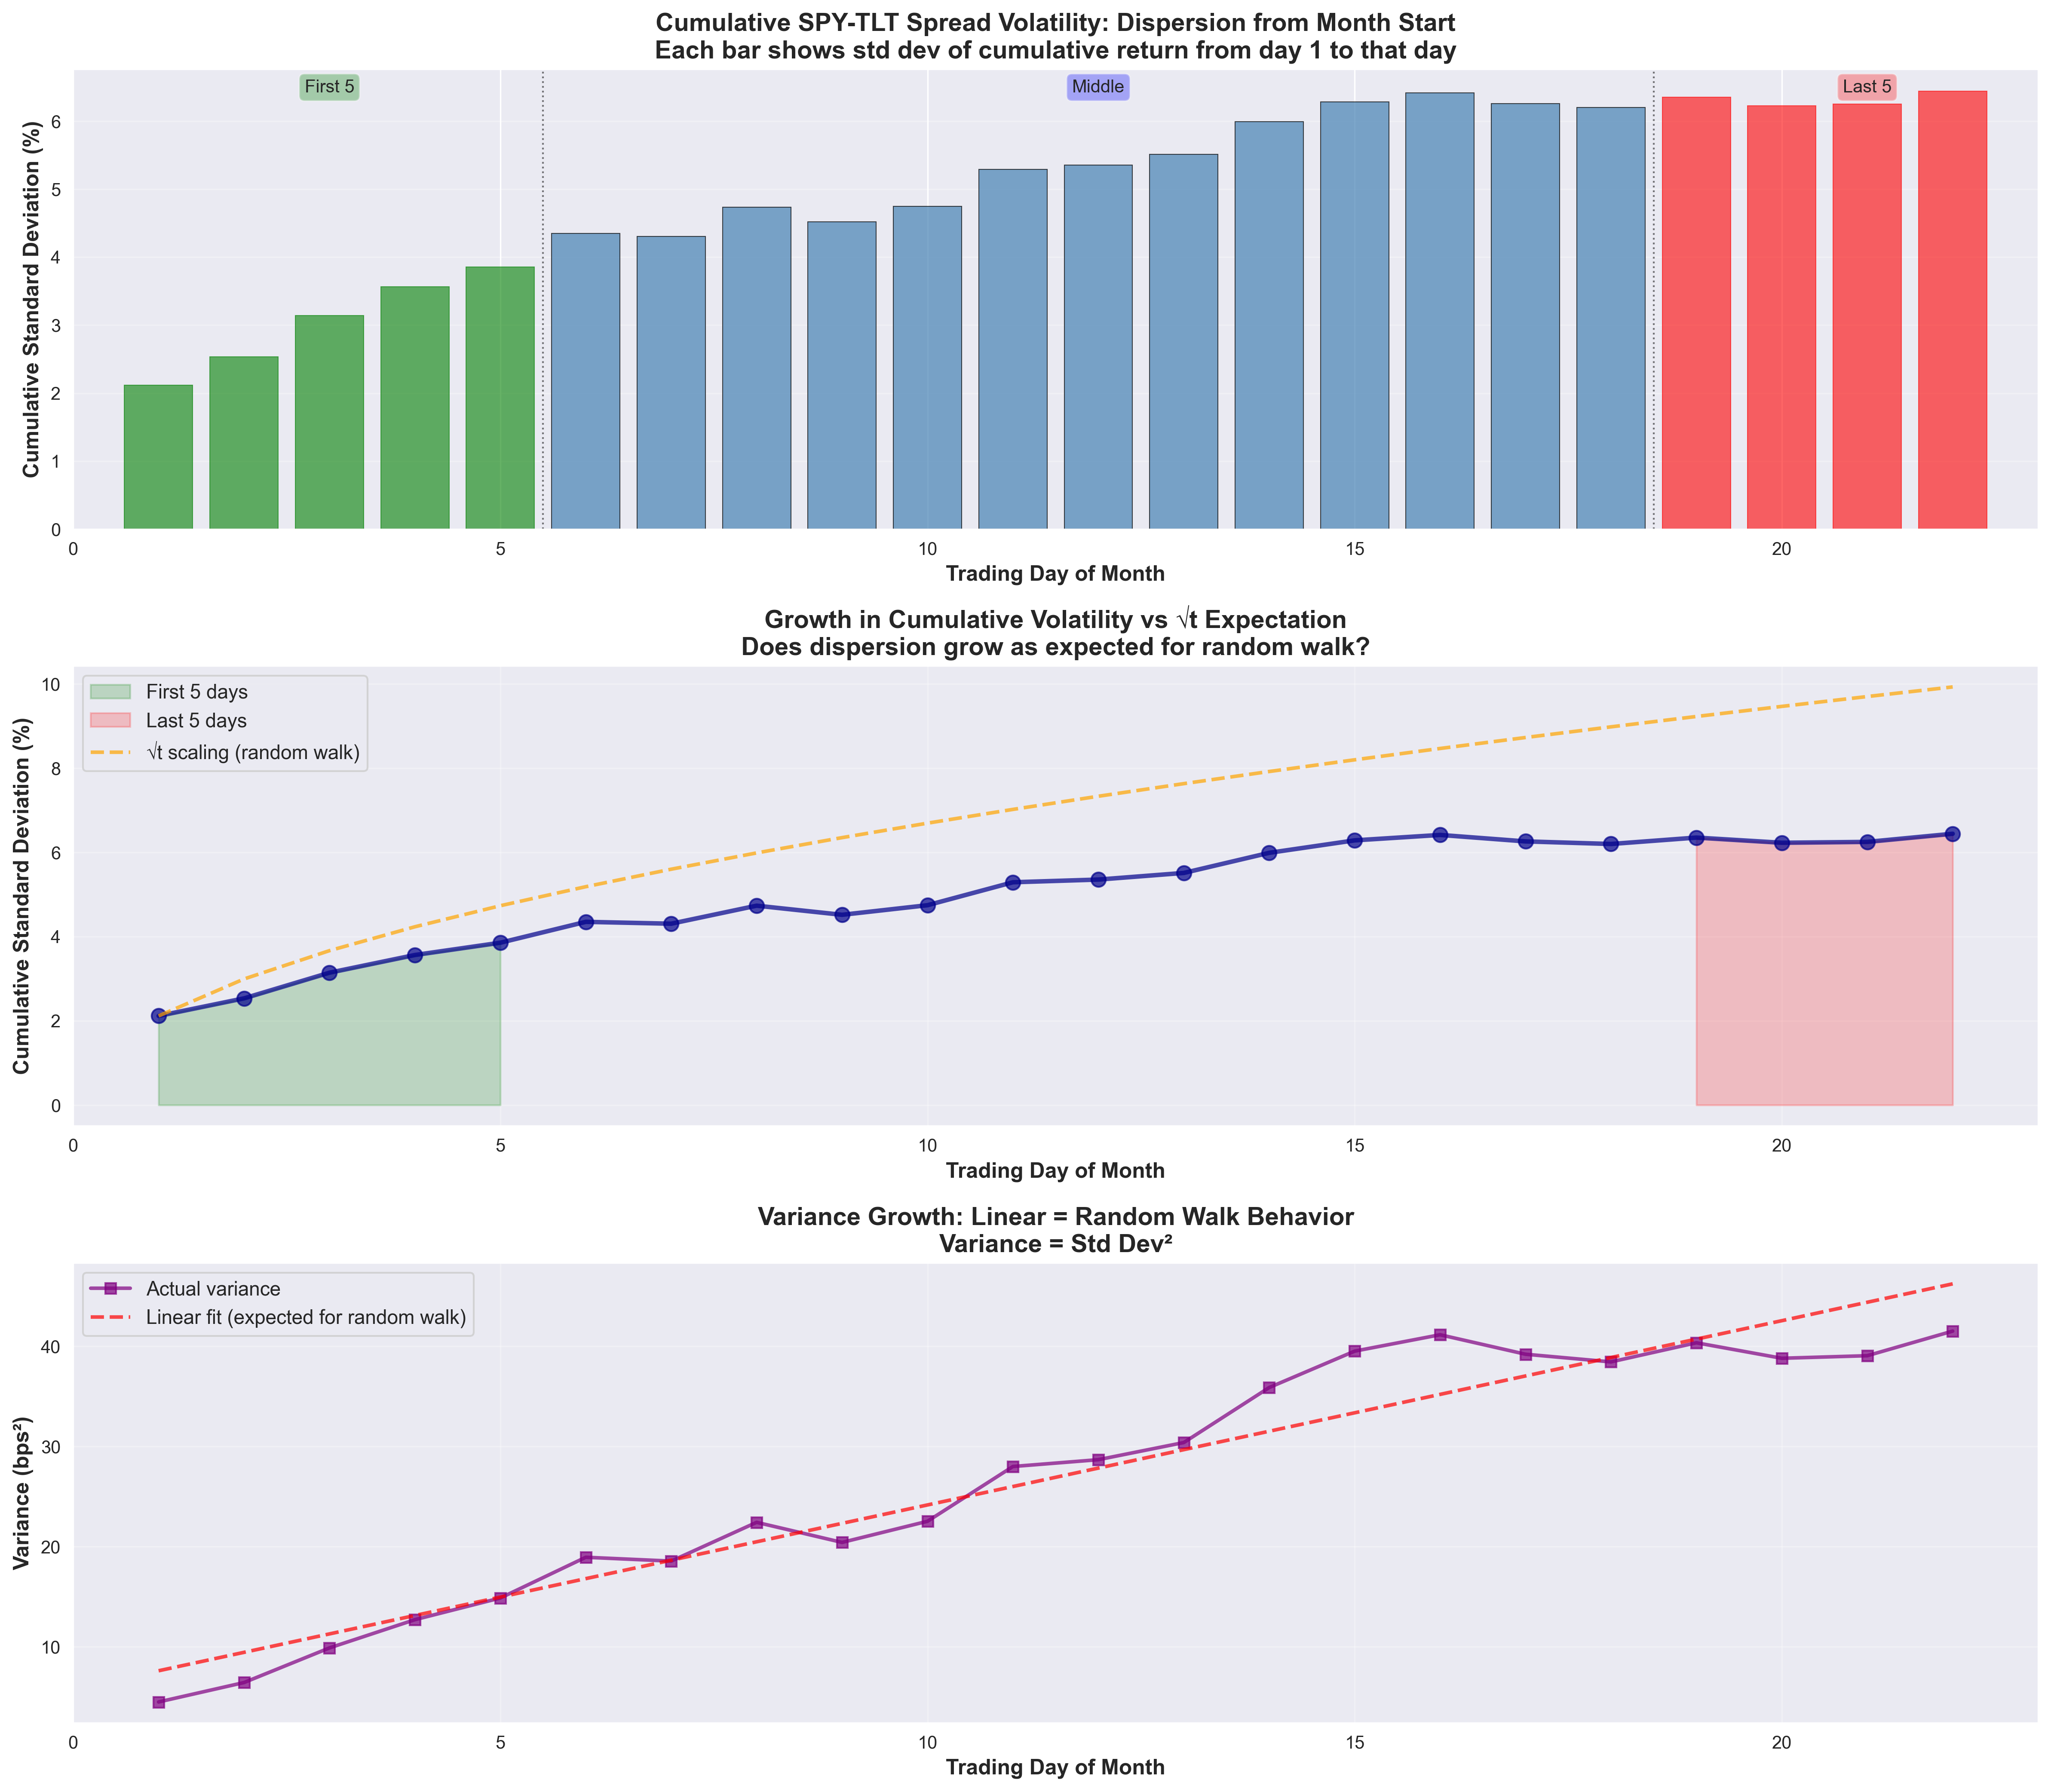 Cumulative SPY-TLT Spread Volatility: Dispersion from Month Start
Each bar shows std dev of cumulative return from day 1 to that day
First 5
Middle
Last 5
Cumulative Standard Deviation (%)
6
5
4
3
2
1
0
0
5
10
15
20
Trading Day of Month
Growth in Cumulative Volatility vs √t Expectation
Does dispersion grow as expected for random walk?
First 5 days
Last 5 days
√t scaling (random walk)
Cumulative Standard Deviation (%)
10
8
6
4
2
0
0
5
10
15
20
Trading Day of Month
Variance Growth: Linear = Random Walk Behavior
Variance = Std Dev²
Actual variance
Linear fit (expected for random walk)
Variance (bps²)
40
30
20
10
0
5
10
15
20
Trading Day of Month